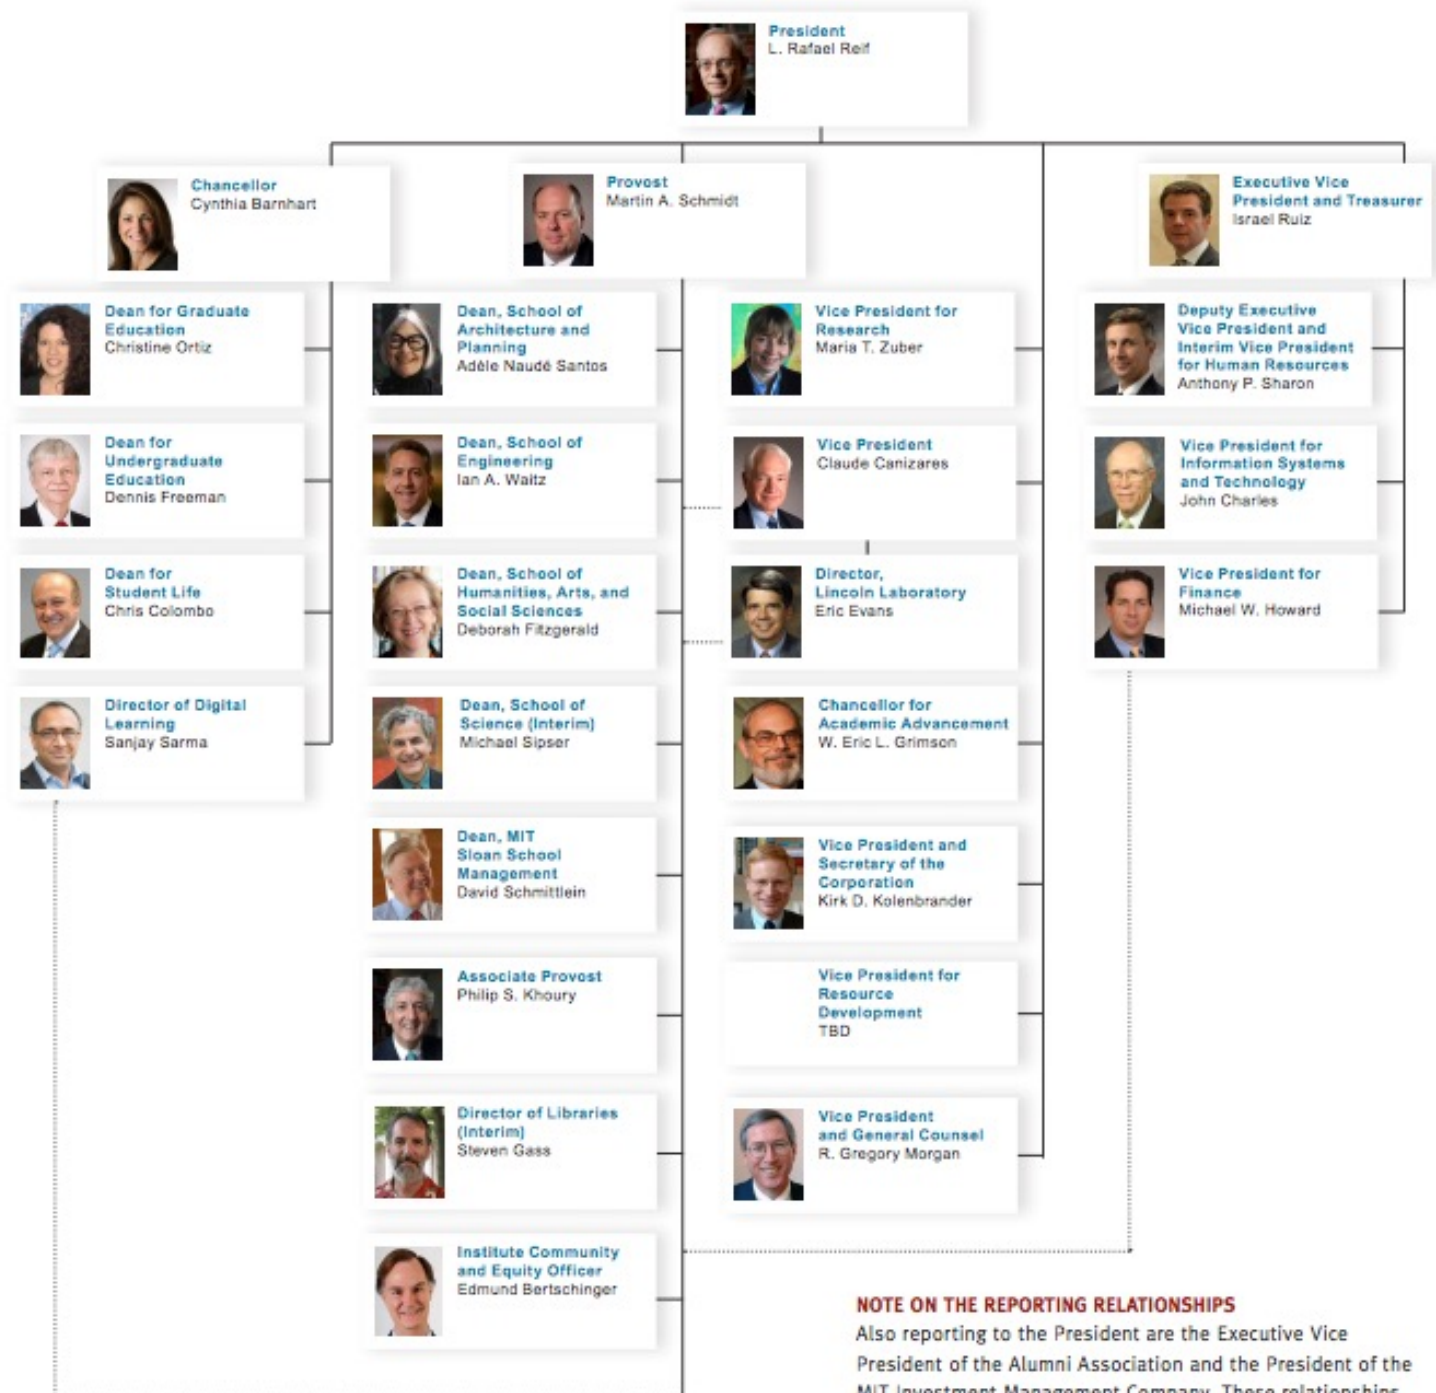 President
L. Rafael Reif
Chancellor
Cynthia Barnhart
Provost
Martin A. Schmidt
Executive Vice
President and Treasurer
Israel Ruiz
Dean for Graduate
Education
Christine Ortiz
Dean for
Undergraduate
Education
Dennis Freeman
Dean for
Student Life
Chris Colombo
Director of Digital
Learning
Sanjay Sarma
Dean, School of
Architecture and
Planning
Adèle Naudé Santos
Dean, School of
Engineering
Ian A. Waitz
Dean, School of
Humanities, Arts, and
Social Sciences
Deborah Fitzgerald
Dean, School of
Science (Interim)
Michael Sipser
Dean, MIT
Sloan School
Management
David Schmittlein
Associate Provost
Philip S. Khoury
Director of Libraries
(Interim)
Steven Gass
Institute Community
and Equity Officer
Edmund Bertschinger
Vice President for
Research
Maria T. Zuber
Vice President
Claude Canizares
Director,
Lincoln Laboratory
Eric Evans
Chancellor for
Academic Advancement
W. Eric L. Grimson
Vice President and
Secretary of the
Corporation
Kirk D. Kolenbrander
Vice President for
Resource
Development
TBD
Vice President
and General Counsel
R. Gregory Morgan
Deputy Executive
Vice President and
Interim Vice President
for Human Resources
Anthony P. Sharon
Vice President for
Information Systems
and Technology
John Charles
Vice President for
Finance
Michael W. Howard
NOTE ON THE REPORTING RELATIONSHIPS
Also reporting to the President are the Executive Vice
President of the Alumni Association and the President of the
MIT Investment Management Company. These relationships